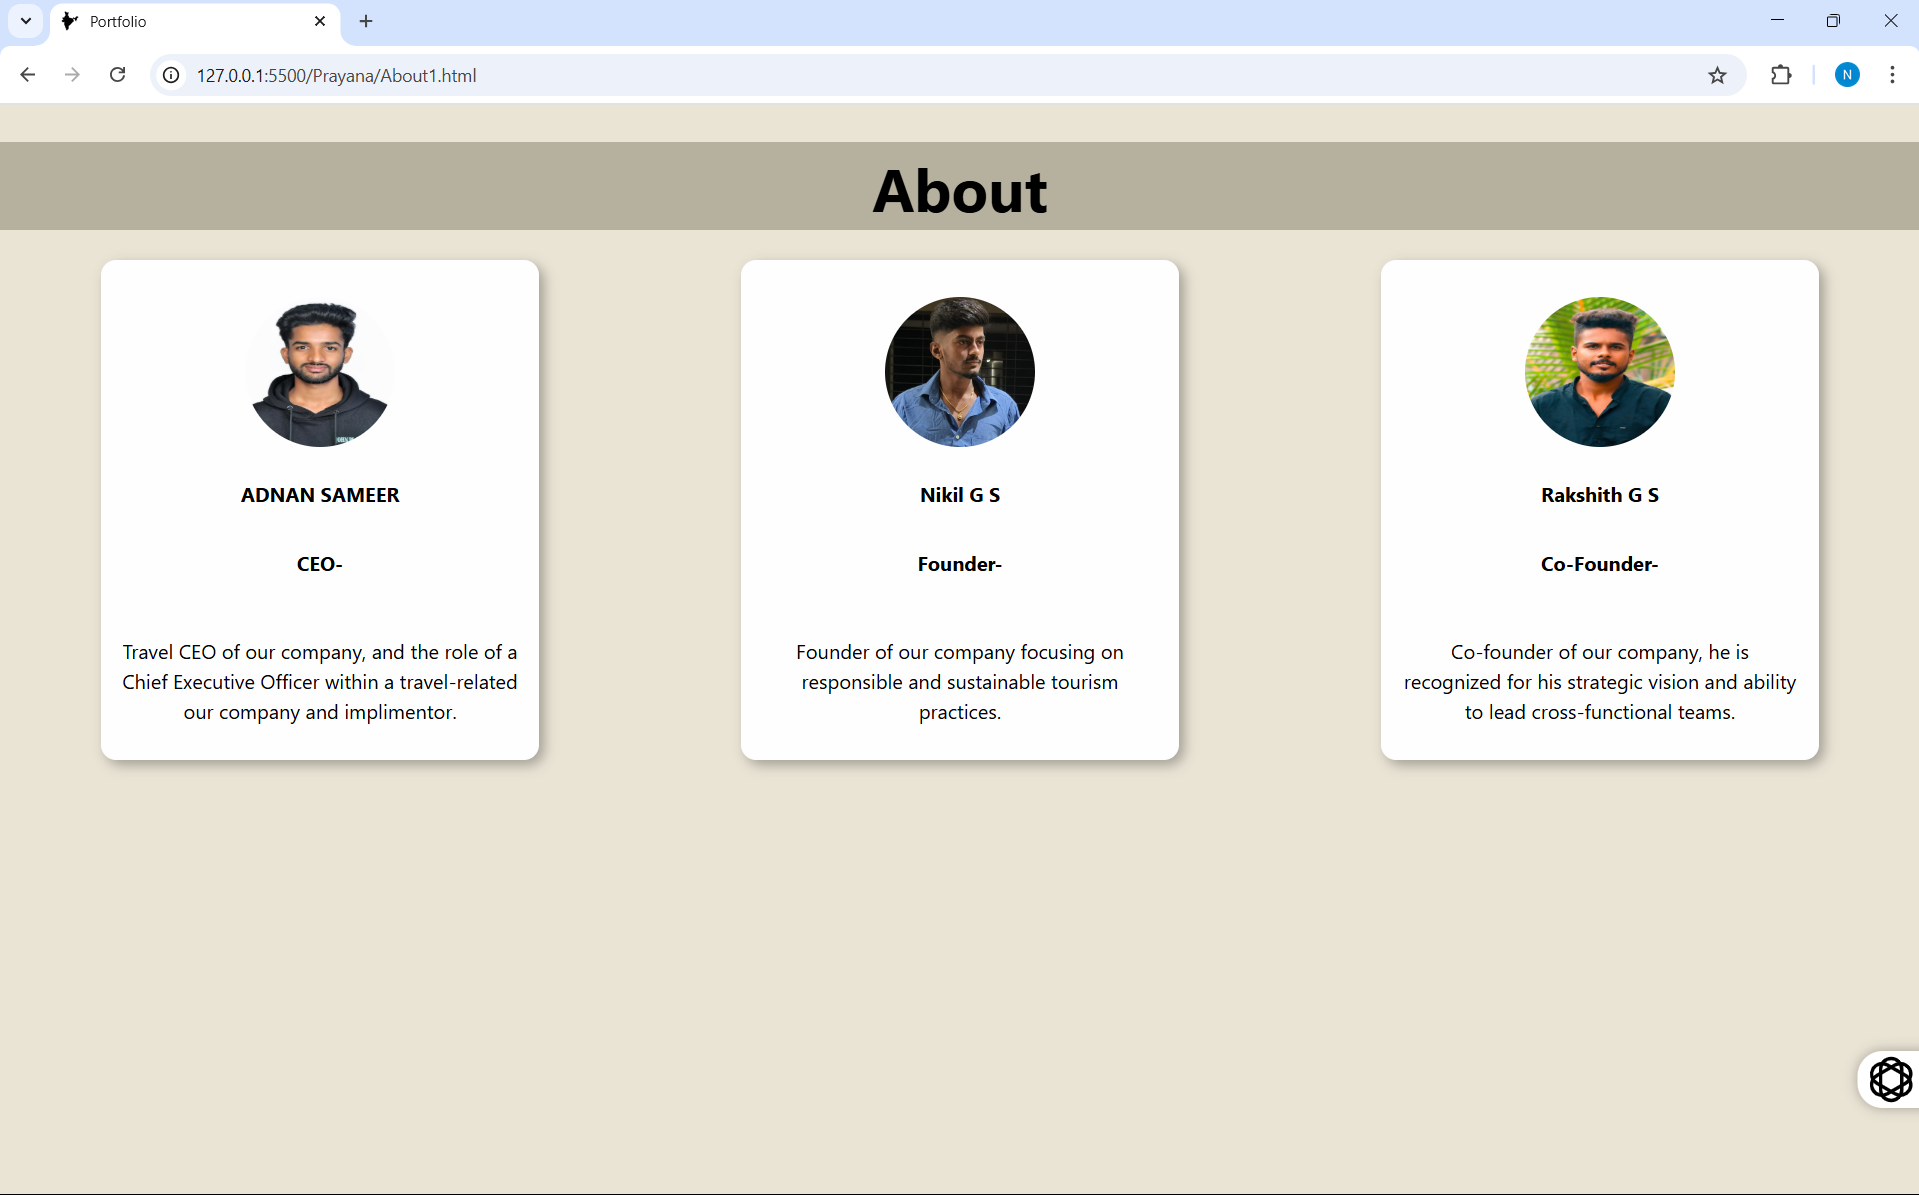 Portfolio
127.0.0.1:5500/Prayana/About1.html
N
About
ADNAN SAMEER
CEO-
Travel CEO of our company, and the role of a
Chief Executive Officer within a travel-related
our company and implimentor.
Nikil G S
Founder-
Founder of our company focusing on
responsible and sustainable tourism
practices.
Rakshith G S
Co-Founder-
Co-founder of our company, he is
recognized for his strategic vision and ability
to lead cross-functional teams.